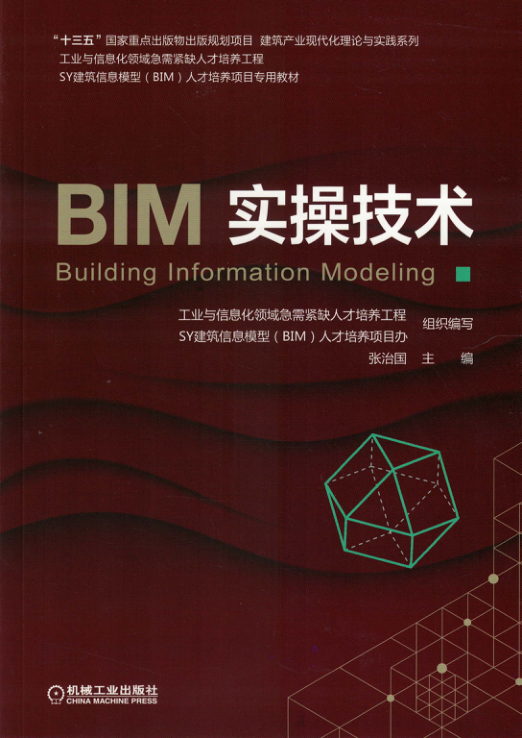 “十三五”国家重点出版物出版规划项目 建筑产业现代化理论与实践系列
工业与信息化领域急需紧缺人才培养工程
SY建筑信息模型（BIM）人才培养项目专用教材
BIM 实操技术
Building Information Modeling
工业与信息化领域急需紧缺人才培养工程
SY建筑信息模型（BIM）人才培养项目办
组织编写
张治国 主 编
机械工业出版社
CHINA MACHINE PRESS